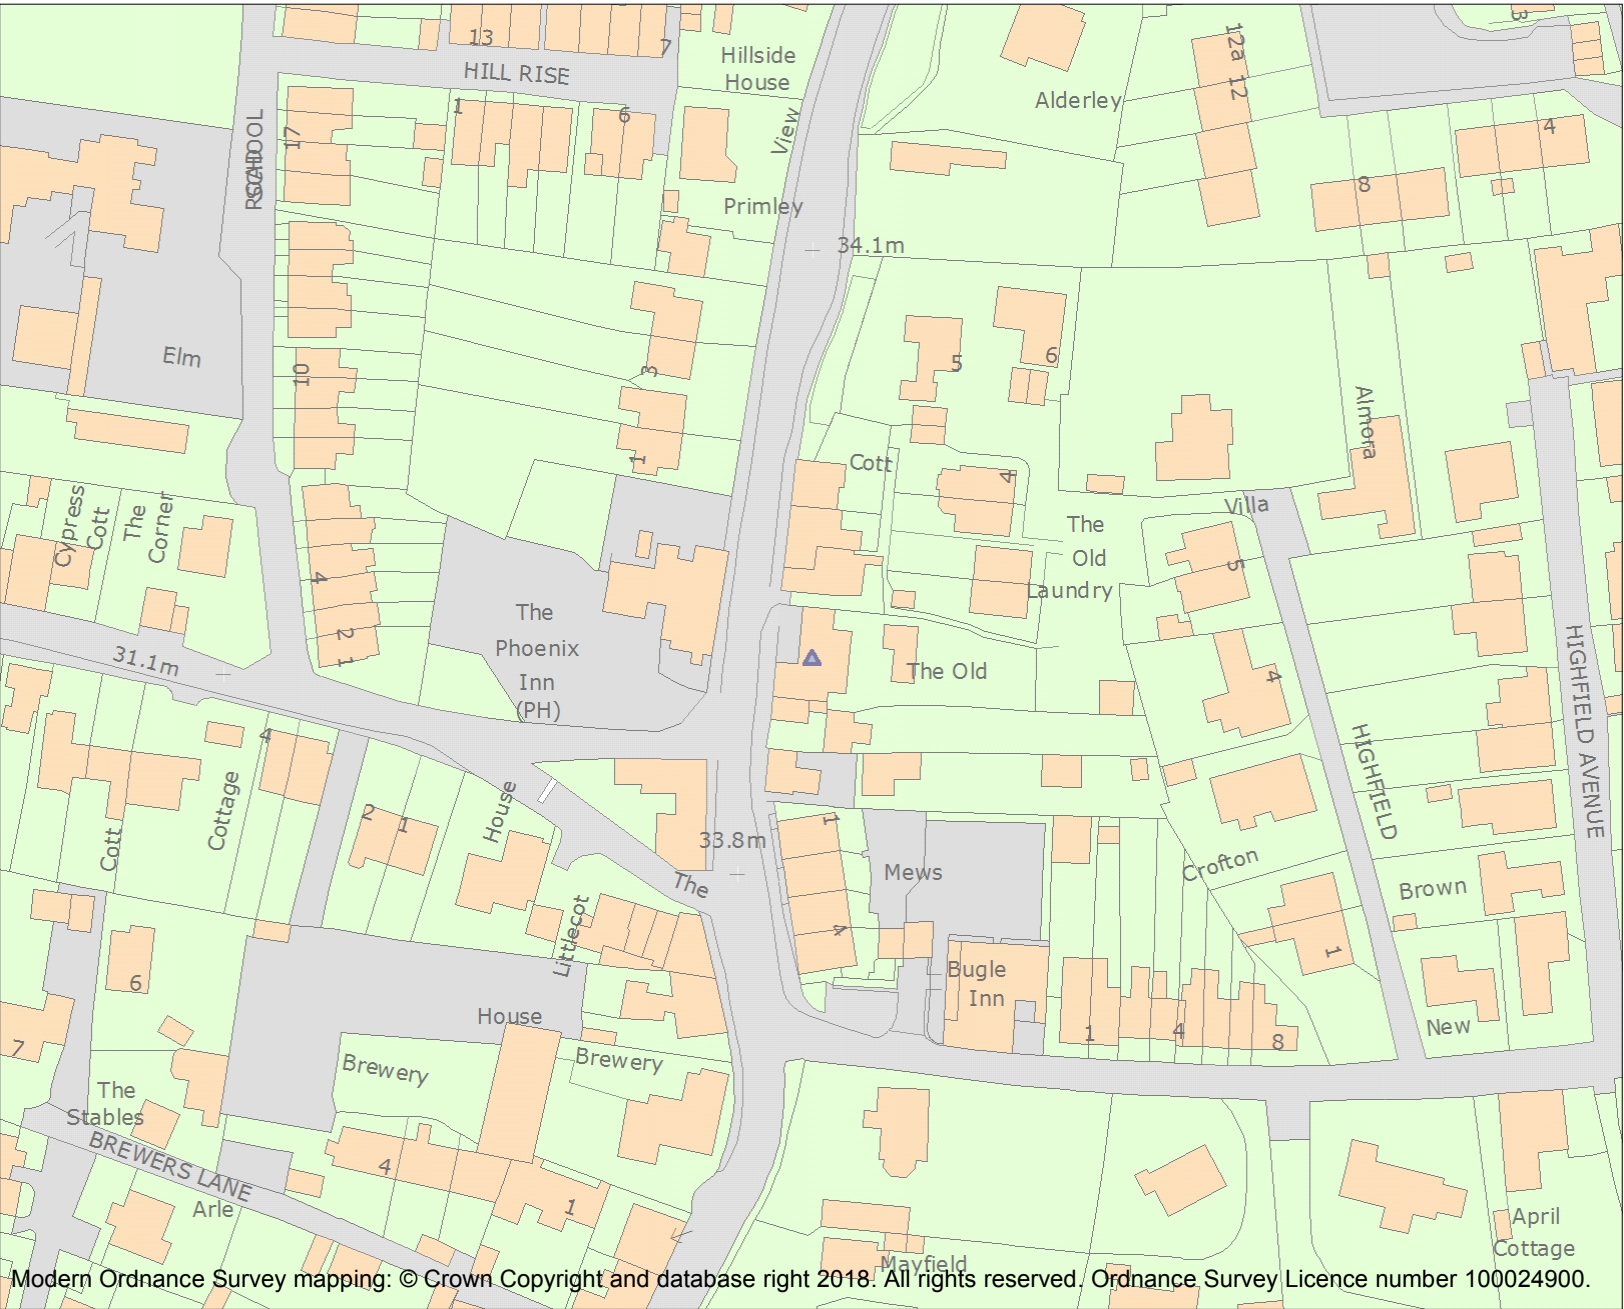 13
7
3
HILL RISE
Hillside
House
12a
12
Alderley
1
6
17
View
4
8
SCHOOL
ROAD
Primley
34.1m
Elm
10
3
5
6
1
Almora
Cott
4
Villa
Cypress
Cott
The
Corner
The
Old
Laundry
5
4
2
1
The
Phoenix
Inn
(PH)
31.1m
The Old
4
HIGHFIELD AVENUE
4
HIGHFIELD
Cottage
House
2
1
Cott
33.8m
1
The
Mews
Crofton
Brown
4
Littlecot
6
Bugle
Inn
1
House
1
4
8
New
7
Brewery
Brewery
The
Stables
BREWERS LANE
4
Arle
1
April
Cottage
Mayfield
Modern Ordnance Survey mapping: © Crown Copyright and database right 2018. All rights reserved. Ordnance Survey Licence number 100024900.